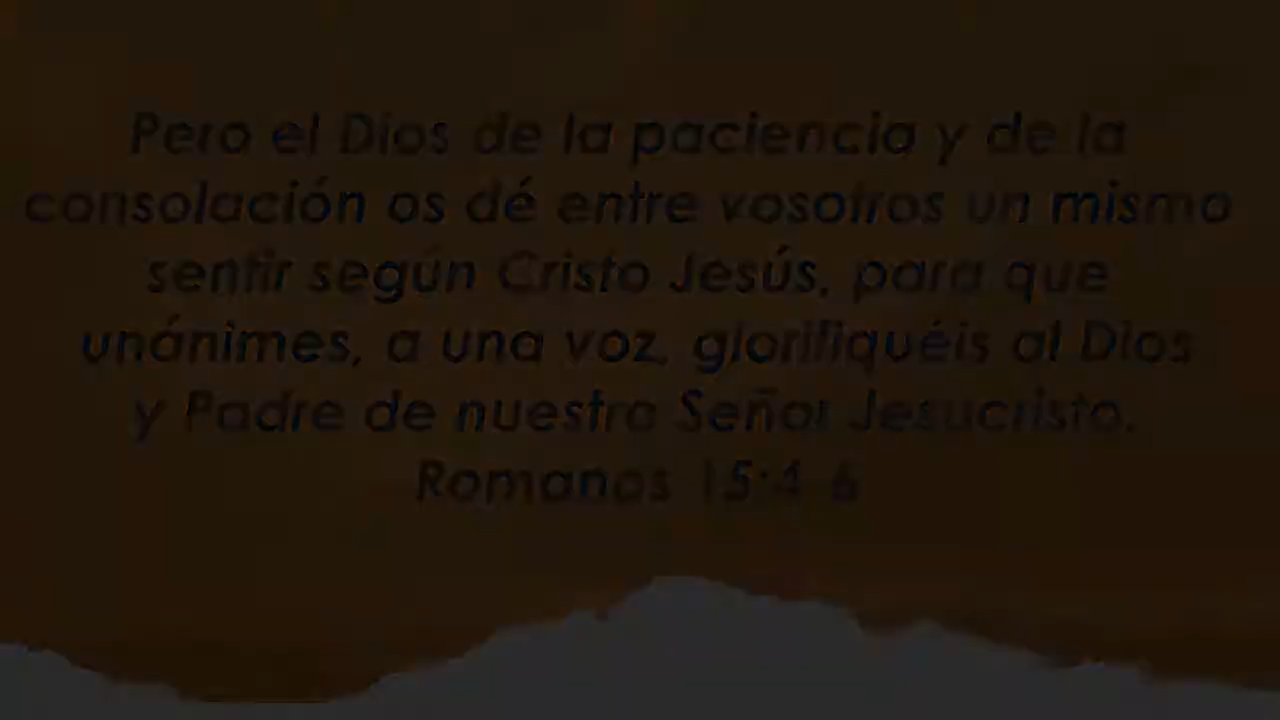 Pero el Dios de la paciencia y de la
consolación os dé entre vosotros un mismo
sentir según Cristo Jesús, para que
unánimes, a una voz, glorifiquéis al Dios
y Padre de nuestro Señor Jesucristo.
Romanos 15:4-6